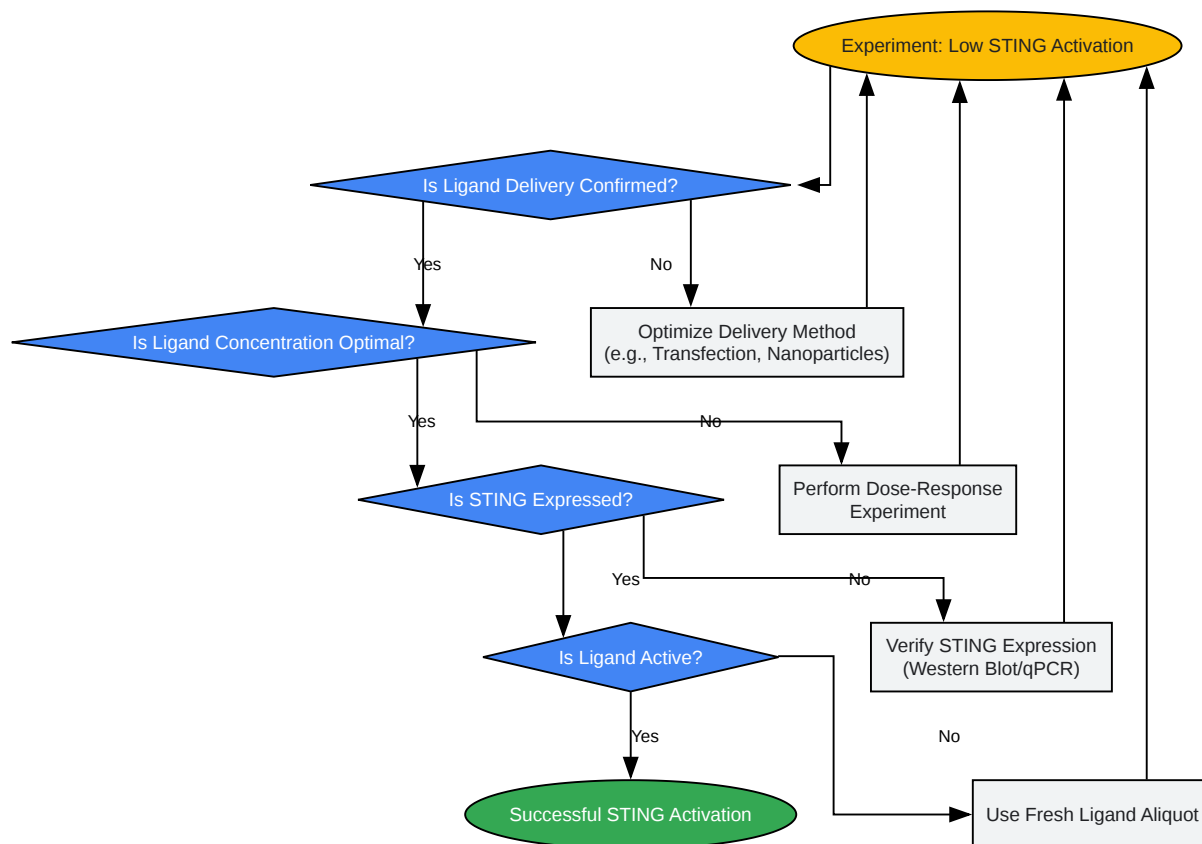 Experiment: Low STING Activation
Is Ligand Delivery Confirmed?
Yes
No
Optimize Delivery Method
(e.g., Transfection, Nanoparticles)
Is Ligand Concentration Optimal?
Yes
No
Perform Dose-Response
Experiment
Is STING Expressed?
Yes
No
Verify STING Expression
(Western Blot/qPCR)
Is Ligand Active?
Yes
No
Successful STING Activation
Use Fresh Ligand Aliquot